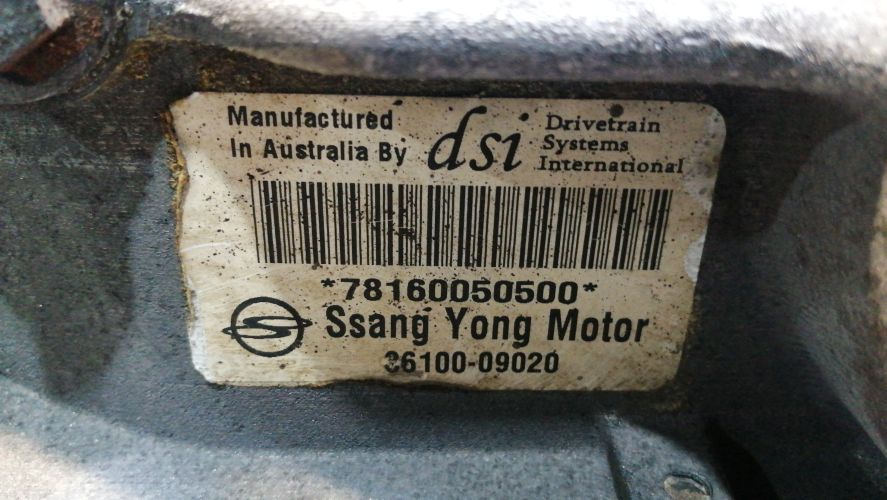 Manufactured
In Australia By
dsi
Drivetrain
Systems
International
*78160050500*
Ssang Yong Motor
36100-09020